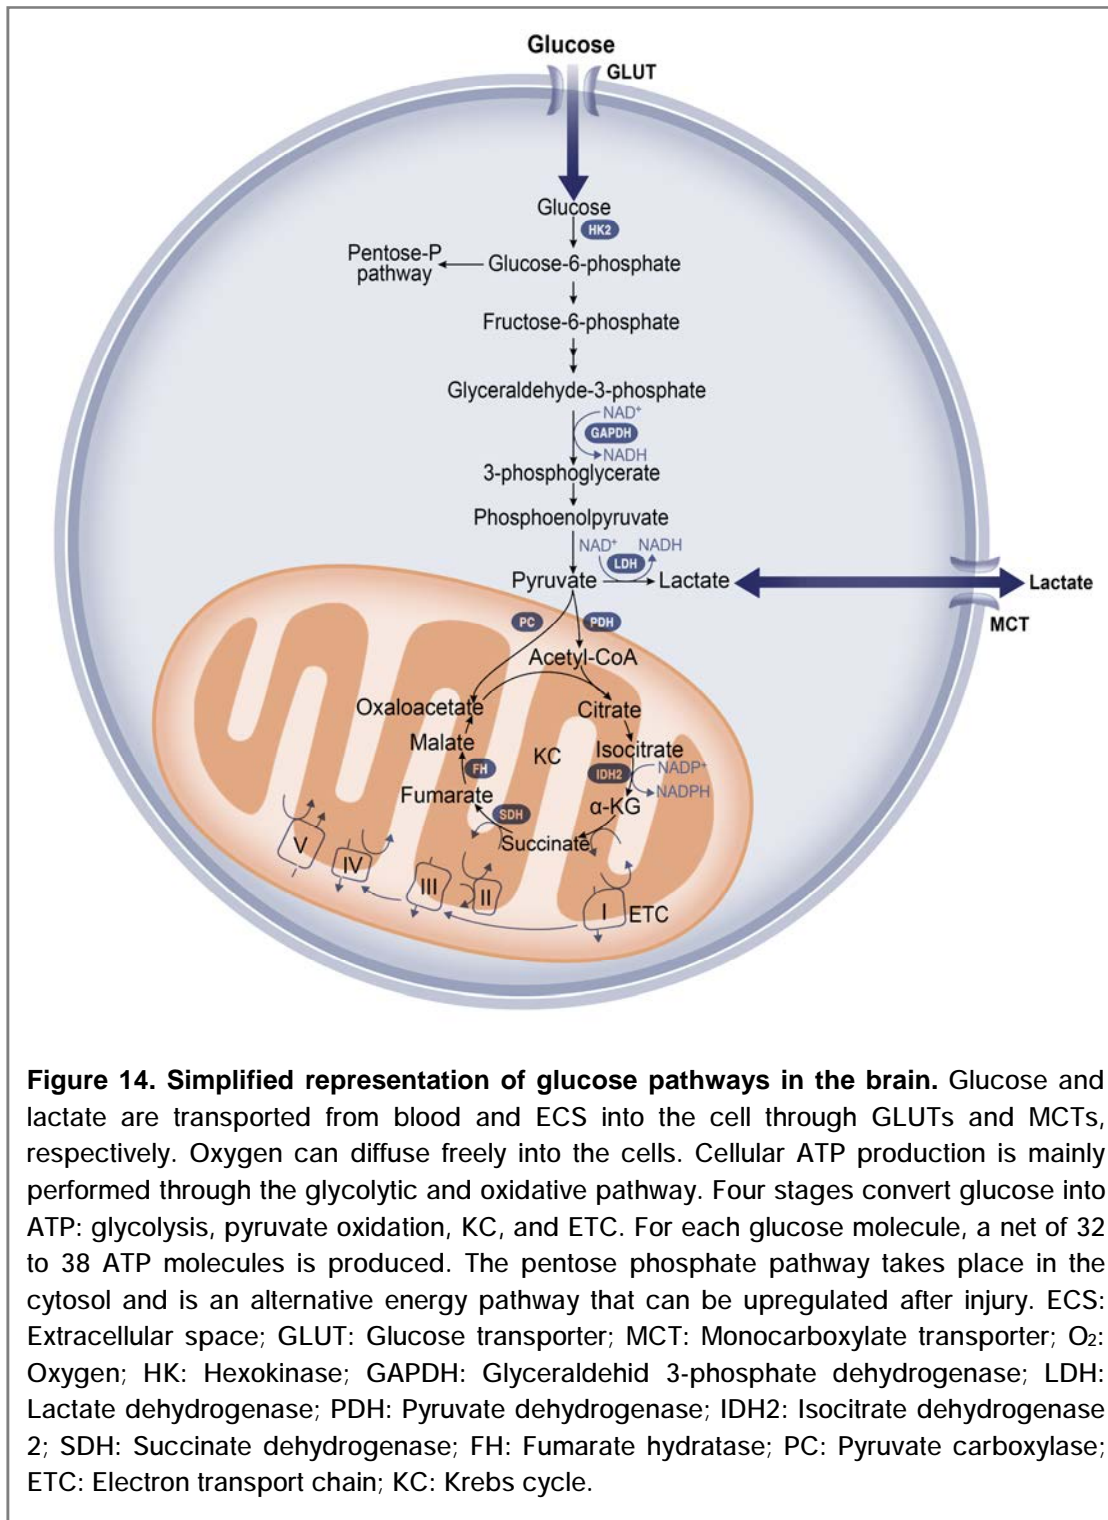 Glucose
GLUT
Glucose
HK2
Pentose-P
pathway
Glucose-6-phosphate
Fructose-6-phosphate
Glyceraldehyde-3-phosphate
NAD⁺
GAPDH
NADH
3-phosphoglycerate
Phosphoenolpyruvate
NAD⁺ NADH
LDH
Pyruvate Lactate Lactate
MCT
PC PDH
Acetyl-CoA
Oxaloacetate Citrate
Malate KC Isocitrate
FH IDH2 NADP⁺
NADPH
Fumarate α-KG
SDH
Succinate
V IV III II I ETC
Figure 14. Simplified representation of glucose pathways in the brain. Glucose and
lactate are transported from blood and ECS into the cell through GLUTs and MCTs,
respectively. Oxygen can diffuse freely into the cells. Cellular ATP production is mainly
performed through the glycolytic and oxidative pathway. Four stages convert glucose into
ATP: glycolysis, pyruvate oxidation, KC, and ETC. For each glucose molecule, a net of 32
to 38 ATP molecules is produced. The pentose phosphate pathway takes place in the
cytosol and is an alternative energy pathway that can be upregulated after injury. ECS:
Extracellular space; GLUT: Glucose transporter; MCT: Monocarboxylate transporter; O₂:
Oxygen; HK: Hexokinase; GAPDH: Glyceraldehid 3-phosphate dehydrogenase; LDH:
Lactate dehydrogenase; PDH: Pyruvate dehydrogenase; IDH2: Isocitrate dehydrogenase
2; SDH: Succinate dehydrogenase; FH: Fumarate hydratase; PC: Pyruvate carboxylase;
ETC: Electron transport chain; KC: Krebs cycle.